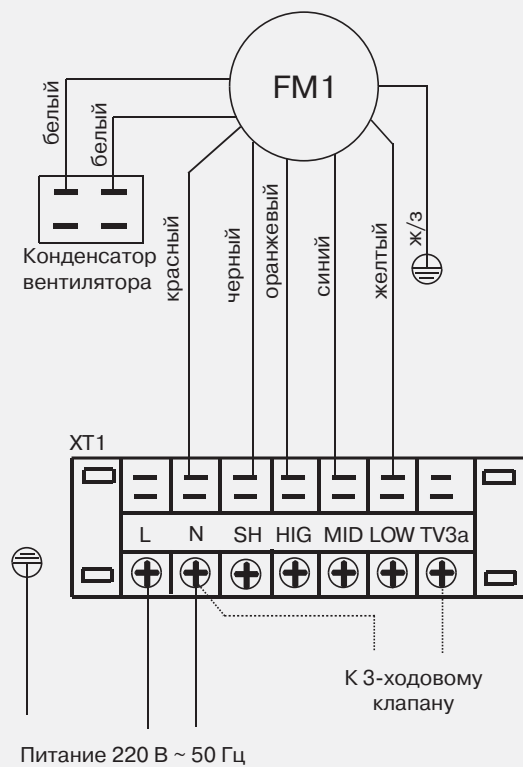 FM1
белый
белый
Конденсатор
вентилятора
красный
черный
оранжевый
синий
желтый
ж/з
XT1
L N SH HIG MID LOW TV3a
К 3-ходовому
клапану
Питание 220 В ~ 50 Гц